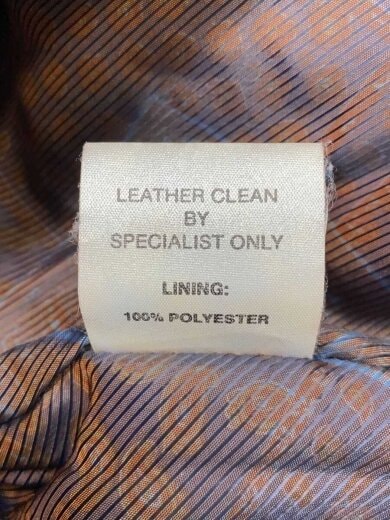 LEATHER CLEAN
BY
SPECIALIST ONLY
LINING:
100% POLYESTER